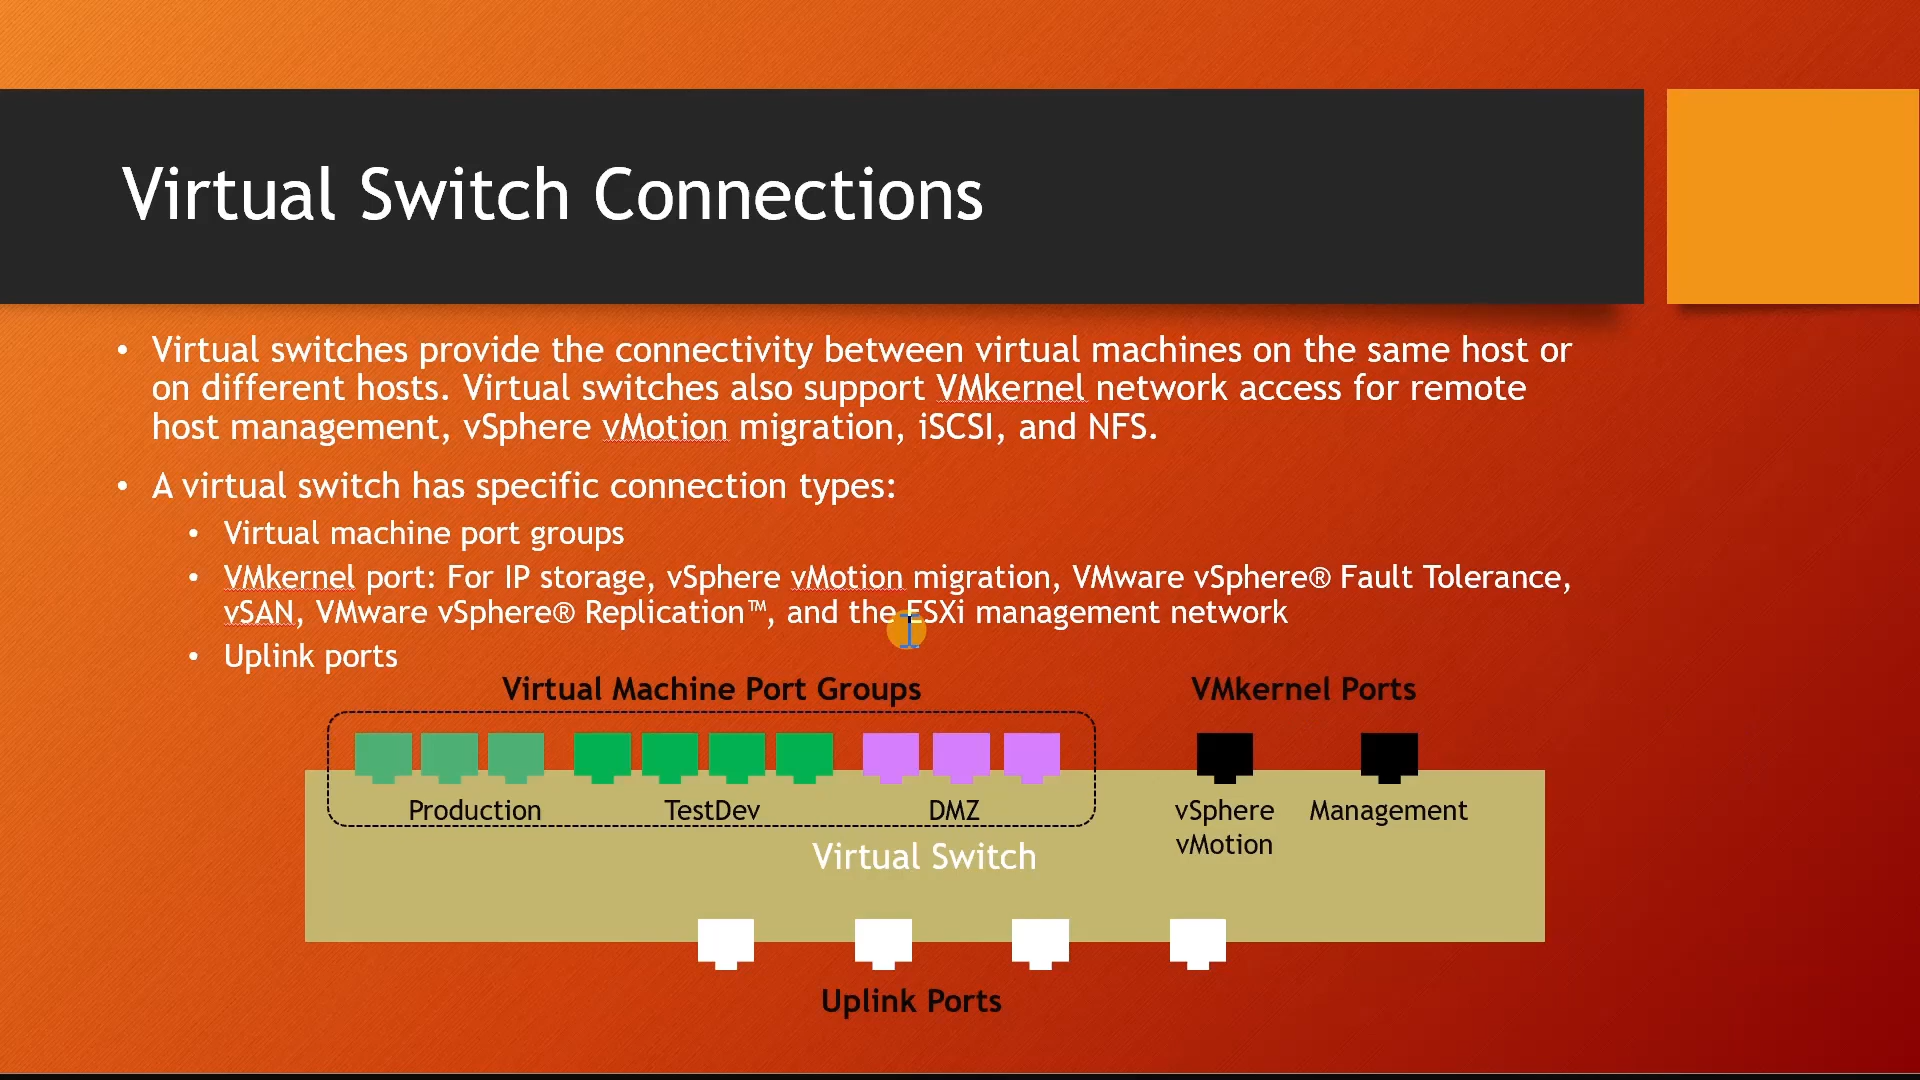 Virtual Switch Connections
• Virtual switches provide the connectivity between virtual machines on the same host or
on different hosts. Virtual switches also support VMkernel network access for remote
host management, vSphere vMotion migration, iSCSI, and NFS.
• A virtual switch has specific connection types:
• Virtual machine port groups
• VMkernel port: For IP storage, vSphere vMotion migration, VMware vSphere® Fault Tolerance,
vSAN, VMware vSphere® Replication™, and the ESXi management network
• Uplink ports
Virtual Machine Port Groups
VMkernel Ports
Production
TestDev
DMZ
vSphere
vMotion
Management
Virtual Switch
Uplink Ports